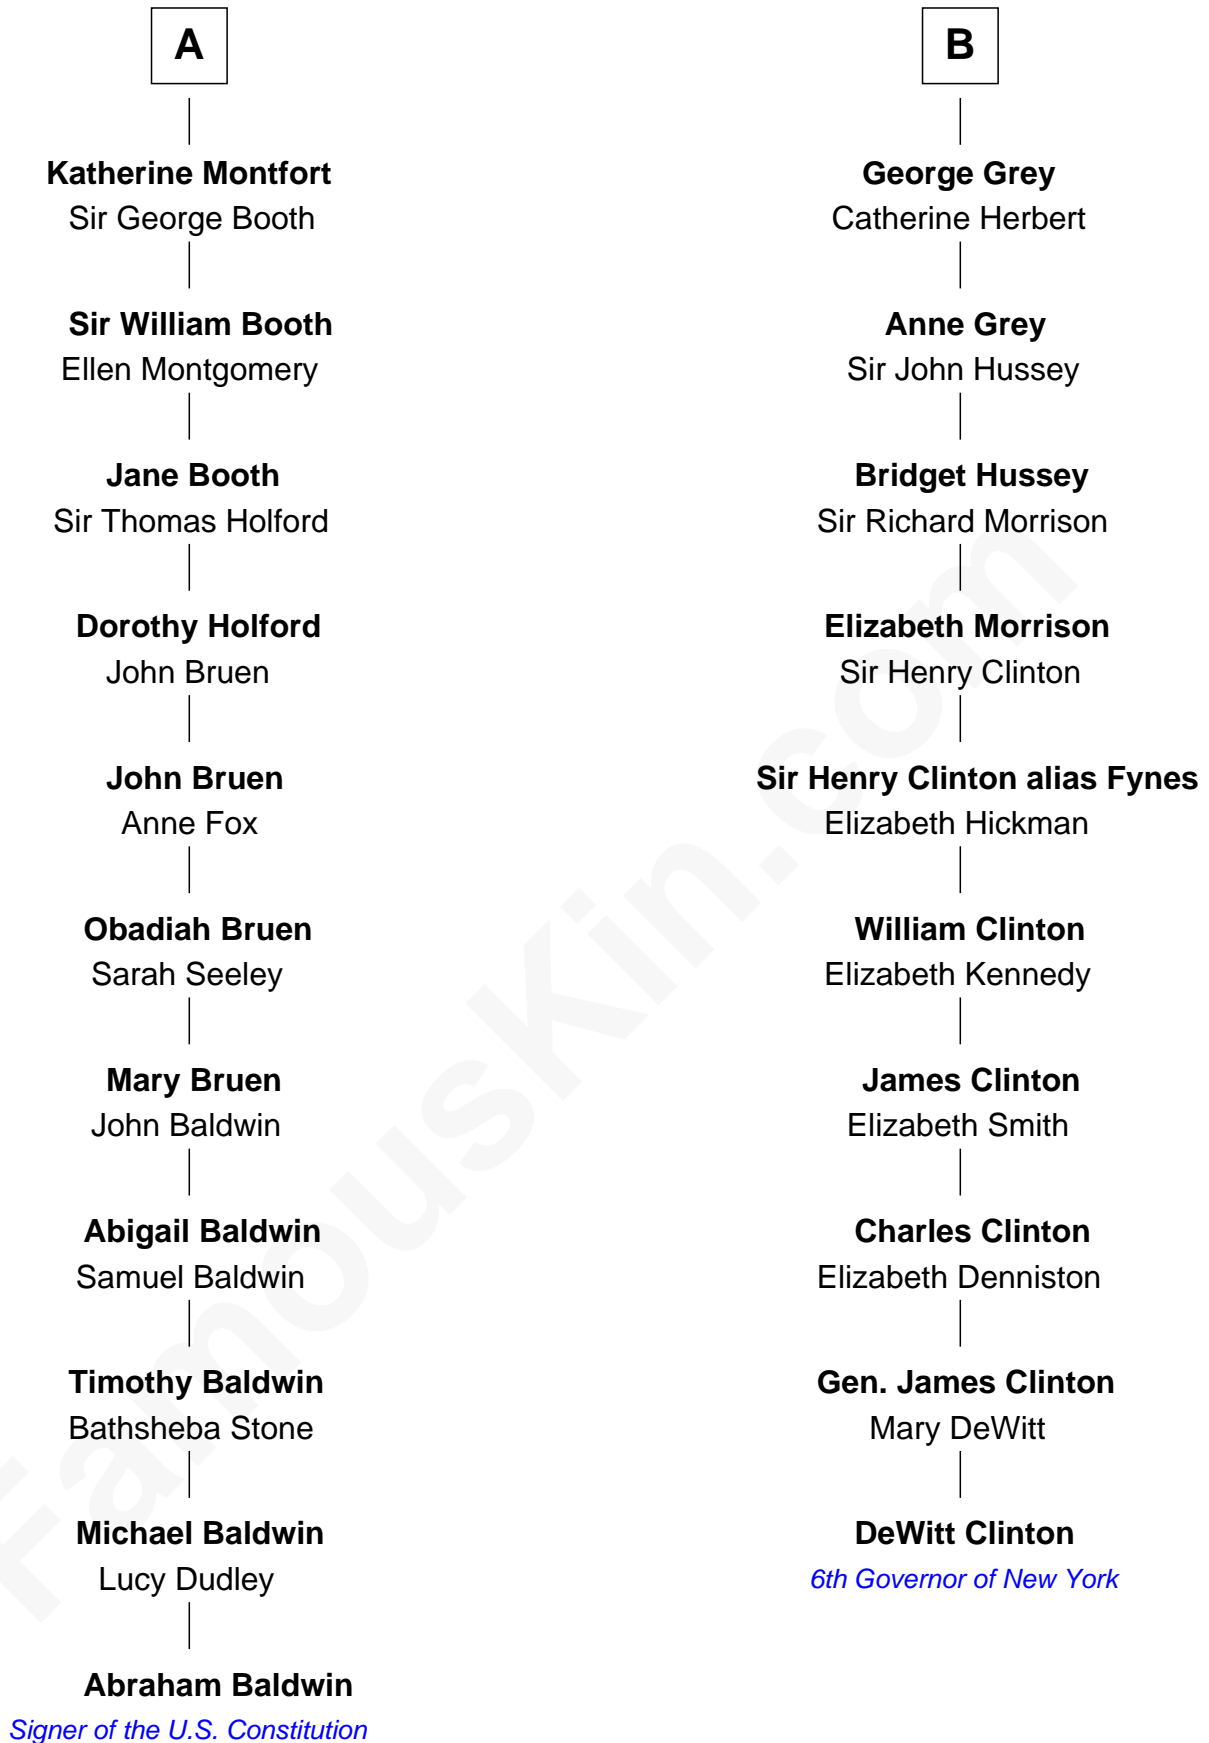 A
Katherine Montfort
Sir George Booth
Sir William Booth
Ellen Montgomery
Jane Booth
Sir Thomas Holford
Dorothy Holford
John Bruen
John Bruen
Anne Fox
Obadiah Bruen
Sarah Seeley
Mary Bruen
John Baldwin
Abigail Baldwin
Samuel Baldwin
Timothy Baldwin
Bathsheba Stone
Michael Baldwin
Lucy Dudley
Abraham Baldwin
Signer of the U.S. Constitution
B
George Grey
Catherine Herbert
Anne Grey
Sir John Hussey
Bridget Hussey
Sir Richard Morrison
Elizabeth Morrison
Sir Henry Clinton
Sir Henry Clinton alias Fynes
Elizabeth Hickman
William Clinton
Elizabeth Kennedy
James Clinton
Elizabeth Smith
Charles Clinton
Elizabeth Denniston
Gen. James Clinton
Mary DeWitt
DeWitt Clinton
6th Governor of New York
FamousKin.com